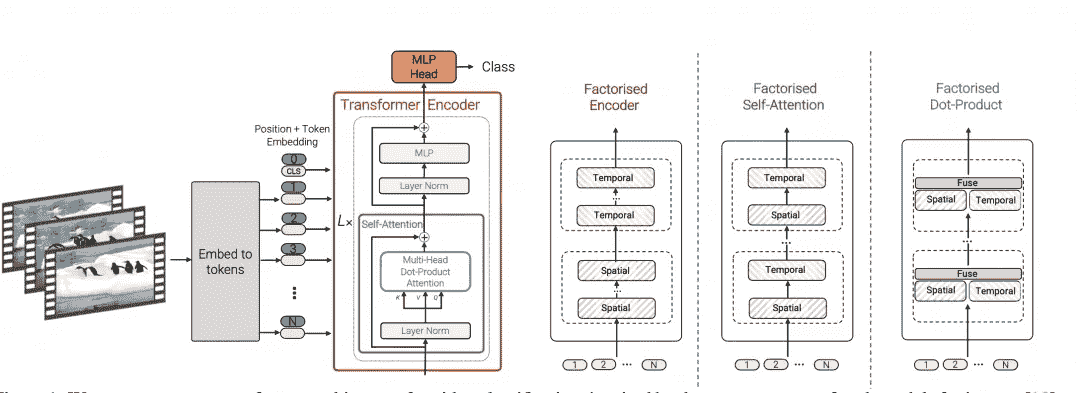 MLP
Head
Class
Transformer Encoder
Position + Token
Embedding
0
CLS
1
2
3
N
Embed to
tokens
L×
MLP
Layer Norm
Self-Attention
Multi-Head
Dot-Product
Attention
K V Q
Layer Norm
Factorised
Encoder
Temporal
Temporal
Spatial
Spatial
1 2 ... N
Factorised
Self-Attention
Temporal
Spatial
Temporal
Spatial
1 2 ... N
Factorised
Dot-Product
Fuse
Spatial Temporal
Fuse
Spatial Temporal
1 2 ... N